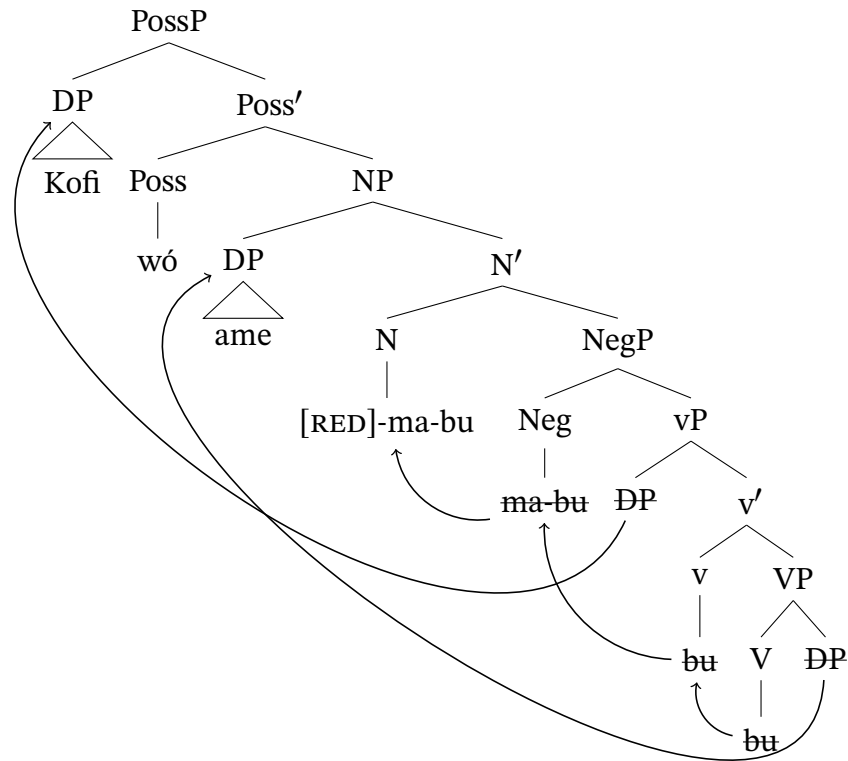 PossP
DP Poss′
Kofi Poss NP
wó DP N′
ame N NegP
[RED]-ma-bu Neg vP
ma-bu DP v′
v VP
bu V DP
bu